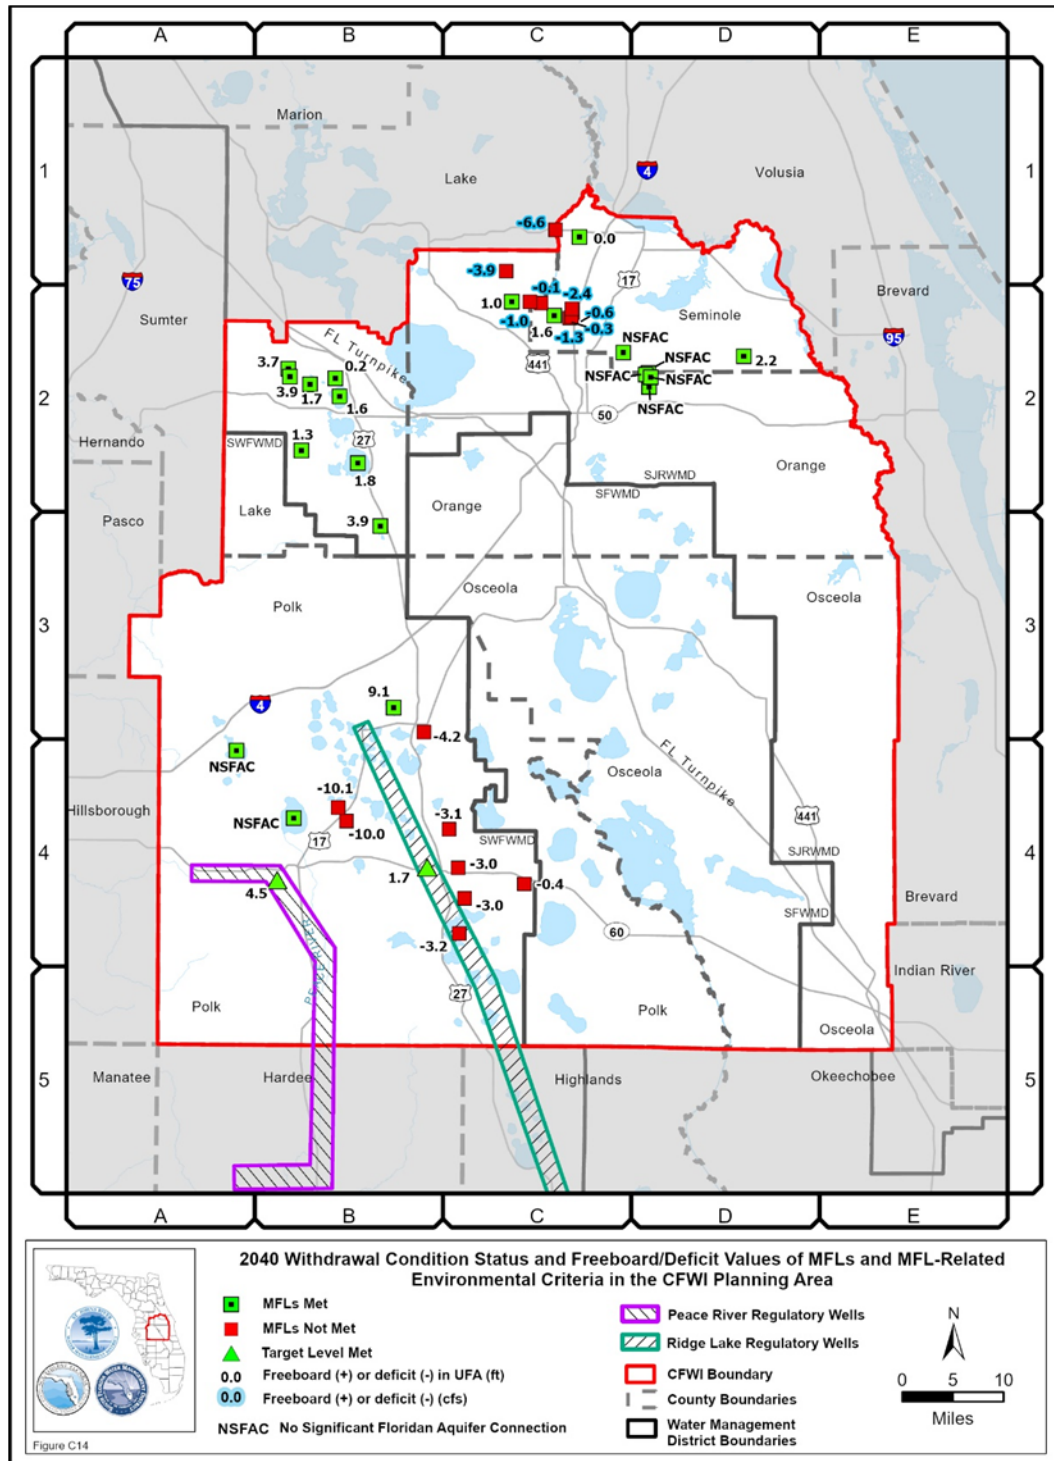 A
B
C
D
E
Marion
Lake
Volusia
4
1
1
-6.6
0.0
75
-3.9
17
Brevard
-0.1
-2.4
1.0
Sumter
-1.0
-0.6
Seminole
1.6
-0.3
-1.3
95
FL Turnpike
NSFAC
441
NSFAC
2.2
3.7
0.2
NSFAC
NSFAC
3.9
1.7
2
2
1.6
NSFAC
50
Hernando
SWFWMD
1.3
27
Orange
SJRWMD
1.8
SFWMD
Lake
Orange
Pasco
3.9
Osceola
Osceola
Polk
3
3
9.1
4
-4.2
FL Turnpike
NSFAC
Osceola
-10.1
Hillsborough
-3.1
441
NSFAC
-10.0
17
SWFWMD
4
SJRWMD
4
-3.0
1.7
-0.4
4.5
Brevard
-3.0
SFWMD
60
-3.2
Indian River
27
Polk
Polk
Osceola
Manatee
Hardee
Highlands
Okeechobee
5
5
A
B
C
D
E
2040 Withdrawal Condition Status and Freeboard/Deficit Values of MFLs and MFL-Related
Environmental Criteria in the CFWI Planning Area
MFLs Met
MFLs Not Met
Target Level Met
0.0 Freeboard (+) or deficit (-) in UFA (ft)
0.0 Freeboard (+) or deficit (-) (cfs)
NSFAC No Significant Floridan Aquifer Connection
Peace River Regulatory Wells
Ridge Lake Regulatory Wells
CFWI Boundary
County Boundaries
Water Management
District Boundaries
N
0 5 10
Miles
Figure C14